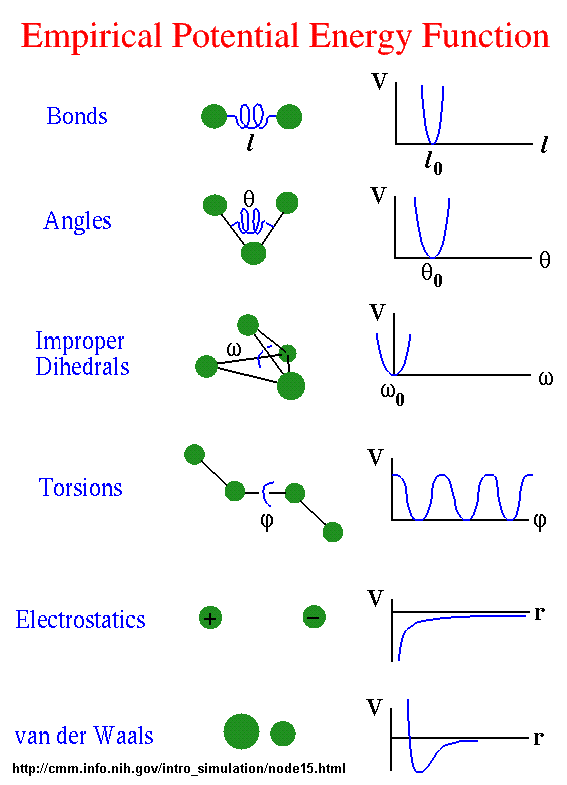 Empirical Potential Energy Function
Bonds
l
V
l
l0
Angles
θ
V
θ
θ0
Improper
Dihedrals
ω
V
ω
ω0
Torsions
φ
V
φ
Electrostatics
+
−
V
r
van der Waals
V
r
http://cmm.info.nih.gov/intro_simulation/node15.html